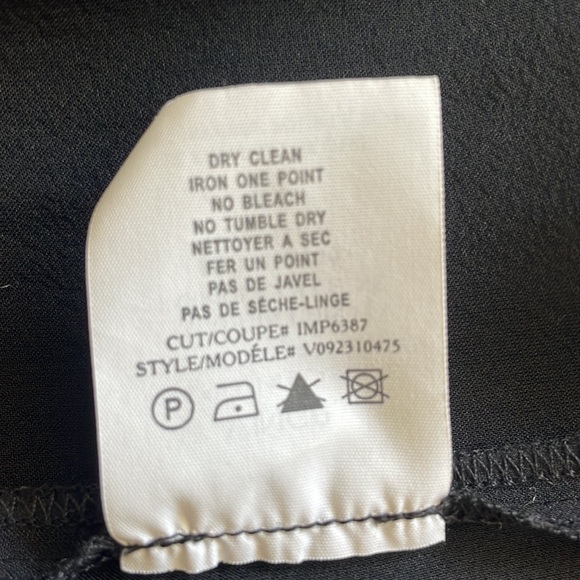 DRY CLEAN
IRON ONE POINT
NO BLEACH
NO TUMBLE DRY
NETTOYER A SEC
FER UN POINT
PAS DE JAVEL
PAS DE SÈCHE-LINGE
CUT/COUPE# IMP6387
STYLE/MODÉLE# V092310475
P